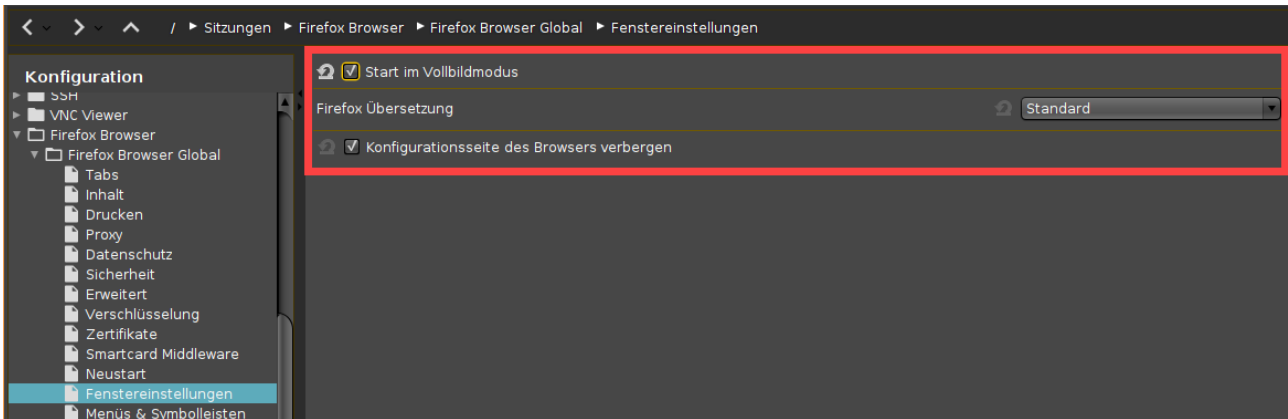 / ▸ Sitzungen ▸ Firefox Browser ▸ Firefox Browser Global ▸ Fenstereinstellungen
Konfiguration
SSH
VNC Viewer
Firefox Browser
Firefox Browser Global
Tabs
Inhalt
Drucken
Proxy
Datenschutz
Sicherheit
Erweitert
Verschlüsselung
Zertifikate
Smartcard Middleware
Neustart
Fenstereinstellungen
Menüs & Symbolleisten
Start im Vollbildmodus
Firefox Übersetzung Standard
Konfigurationsseite des Browsers verbergen